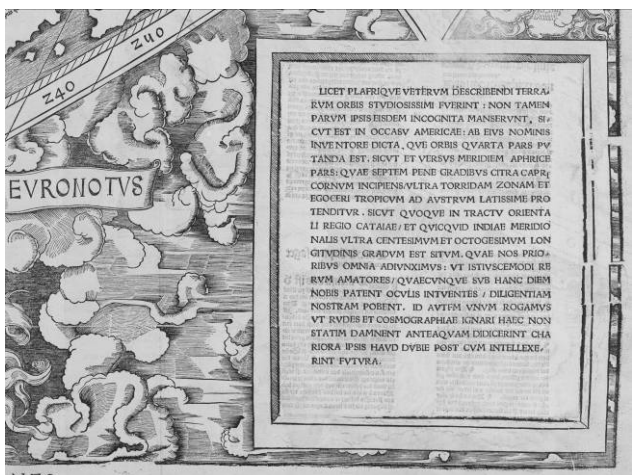 Z40
Z40
EVRONOTVS
LICET PLAERIQVE VETERVM DESCRIBENDI TERRA-
RVM ORBIS STVDIOSISSIMI FVERINT : NON TAMEN
PARVM IPSIS EISDEM INCOGNITA MANSERVNT, SI-
CVT EST IN OCCASV AMERICAE: AB EIVS NOMINIS
INVENTORE DICTA, QVE ORBIS QVARTA PARS PV
TANDA EST. SICVT ET VERSVS MERIDIEM APHRICE
PARS: QVAE SEPTEM PENE GRADIBVS CITRA CAPRI
CORNVM INCIPIENS/VLTRA TORRIDAM ZONAM ET
EGOCERI TROPICVM AD AVSTRVM LATISSIME PRO
TENDITVR. SICVT QVOQVE IN TRACTV ORIENTA
LI REGIO CATAIAE/ ET QVICQVID INDIAE MERIDIO
NALIS VLTRA CENTESIMVM ET OCTOGESIMVM LON
GITVDINIS GRADVM EST SITVM. QVAE NOS PRIO-
RIBVS OMNIA ADIVNXIMVS : VT ISTIVSCEMODI RE
RVM AMATORES/ QVAECVNQVE SVB HANC DIEM
NOBIS PATENT OCVLIS INTVENTES / DILIGENTIAM
NOSTRAM PROBENT. ID AVTEM VNVM ROGAMVS
VT RVDES ET COSMOGRAPHIAE IGNARI HAEC NON
STATIM DAMNENT ANTEAQVAM DIDICERINT CHA
RIORA IPSIS HAVD DVBIE POST CVM INTELLEXE-
RINT FVTVRA.